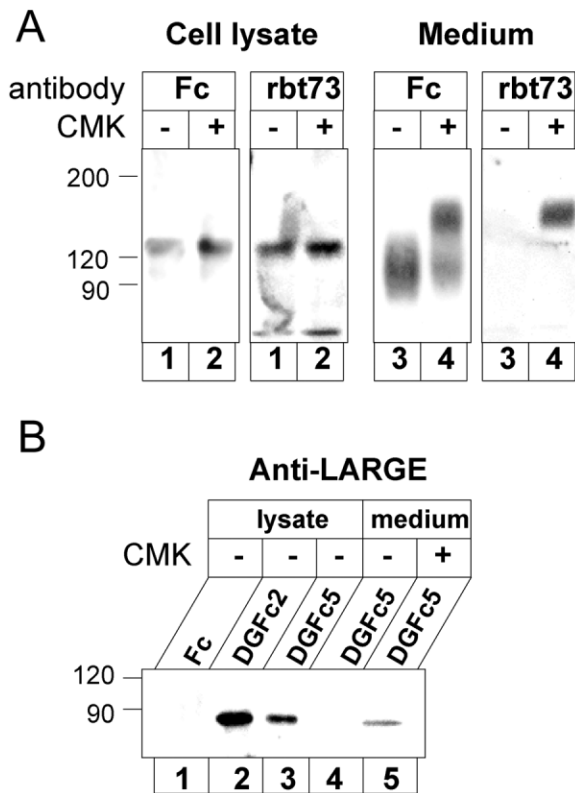 A
Cell lysate Medium
antibody Fc rbt73 Fc rbt73
CMK - + - + - + - +
200
120
90
1 2 1 2 3 4 3 4
B
Anti-LARGE
lysate medium
CMK - - - - +
Fc DGFc2 DGFc5 DGFc5 DGFc5
120
90
1 2 3 4 5